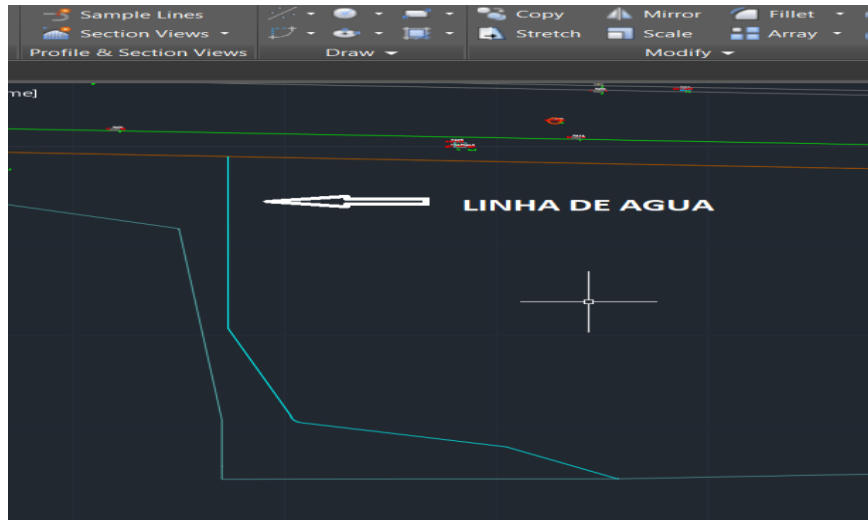 Sample Lines
Copy
Mirror
Fillet
Section Views
Stretch
Scale
Array
Profile & Section Views
Draw
Modify
me]
LINHA DE AGUA